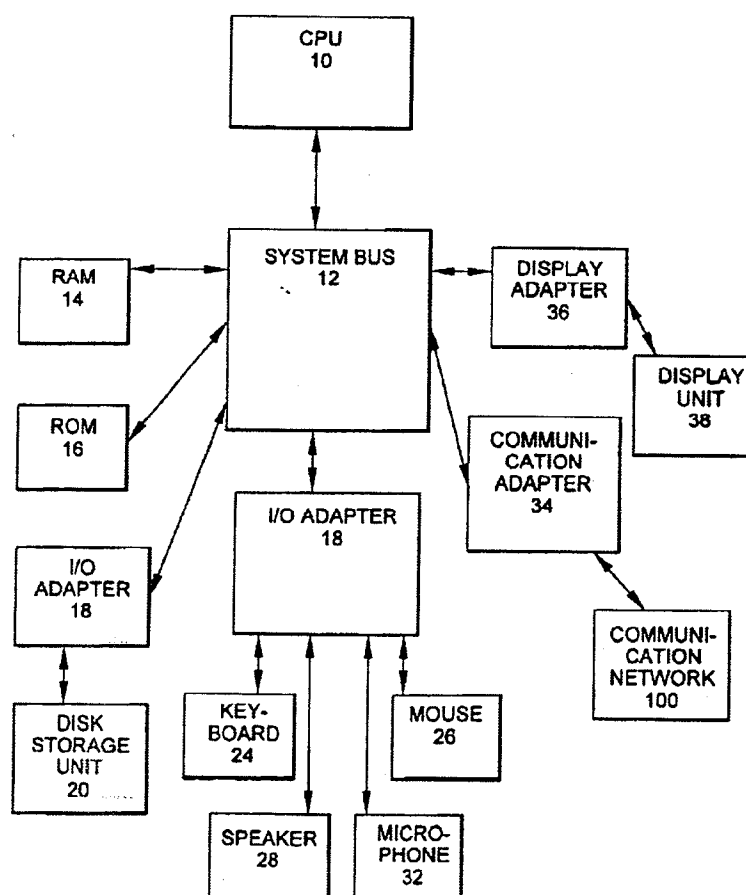 CPU
10
SYSTEM BUS
12
RAM
14
DISPLAY
ADAPTER
36
DISPLAY
UNIT
38
ROM
16
COMMUNI-
CATION
ADAPTER
34
I/O ADAPTER
18
I/O
ADAPTER
18
COMMUNI-
CATION
NETWORK
100
KEY-
BOARD
24
MOUSE
26
DISK
STORAGE
UNIT
20
SPEAKER
28
MICRO-
PHONE
32